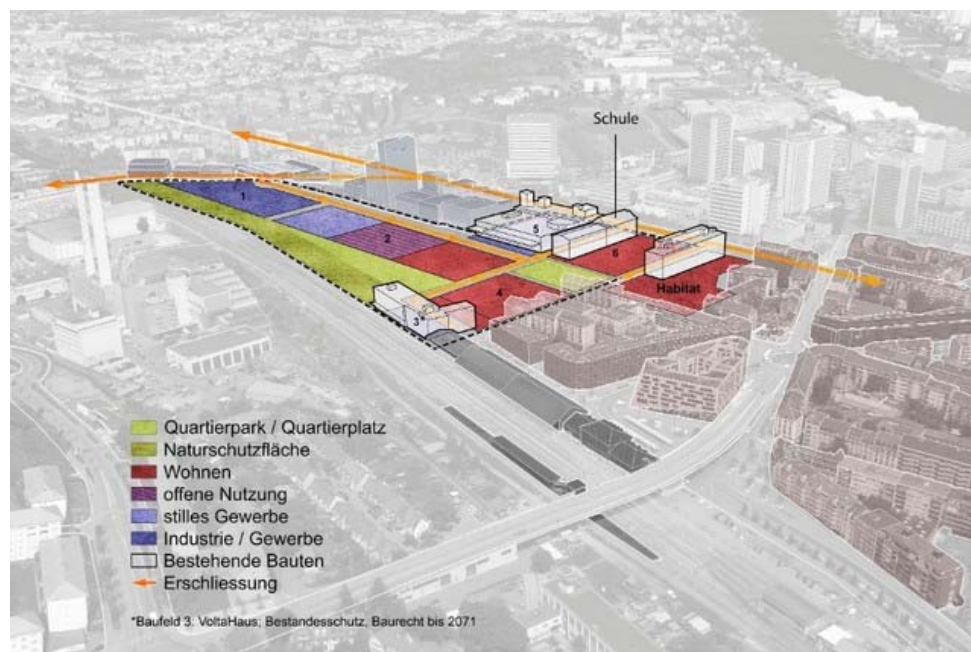 Schule
1
2
5
6
Habitat
4
3*
Quartierpark / Quartierplatz
Naturschutzfläche
Wohnen
offene Nutzung
stilles Gewerbe
Industrie / Gewerbe
Bestehende Bauten
Erschliessung
*Baufeld 3: VoltaHaus; Bestandesschutz, Baurecht bis 2071